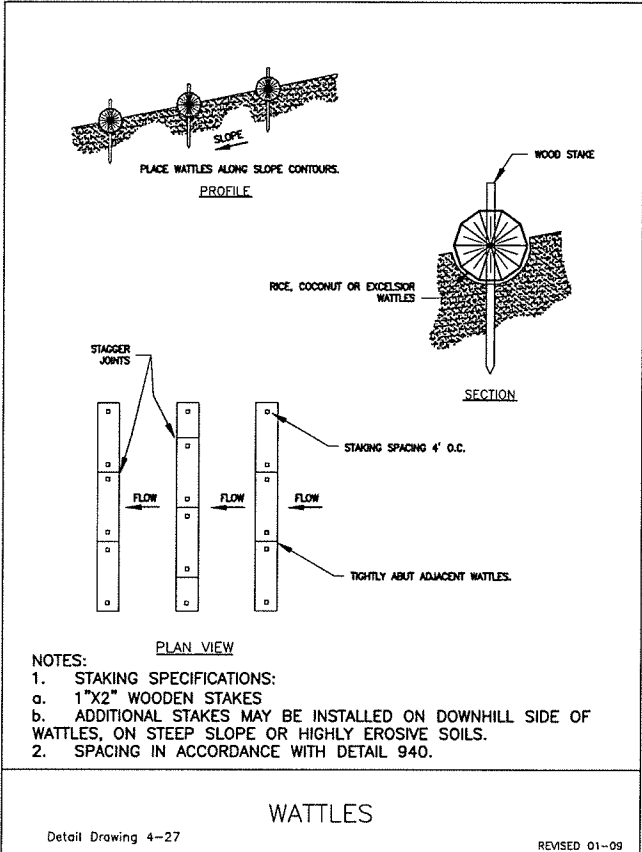 SLOPE
PLACE WATTLES ALONG SLOPE CONTOURS.
PROFILE
WOOD STAKE
RICE, COCONUT OR EXCELSIOR
WATTLES
SECTION
STAGGER
JOINTS
STAKING SPACING 4' O.C.
FLOW
FLOW
FLOW
TIGHTLY ABUT ADJACENT WATTLES.
PLAN VIEW
NOTES:
1. STAKING SPECIFICATIONS:
a. 1"X2" WOODEN STAKES
b. ADDITIONAL STAKES MAY BE INSTALLED ON DOWNHILL SIDE OF
WATTLES, ON STEEP SLOPE OR HIGHLY EROSIVE SOILS.
2. SPACING IN ACCORDANCE WITH DETAIL 940.
WATTLES
Detail Drawing 4-27
REVISED 01-09